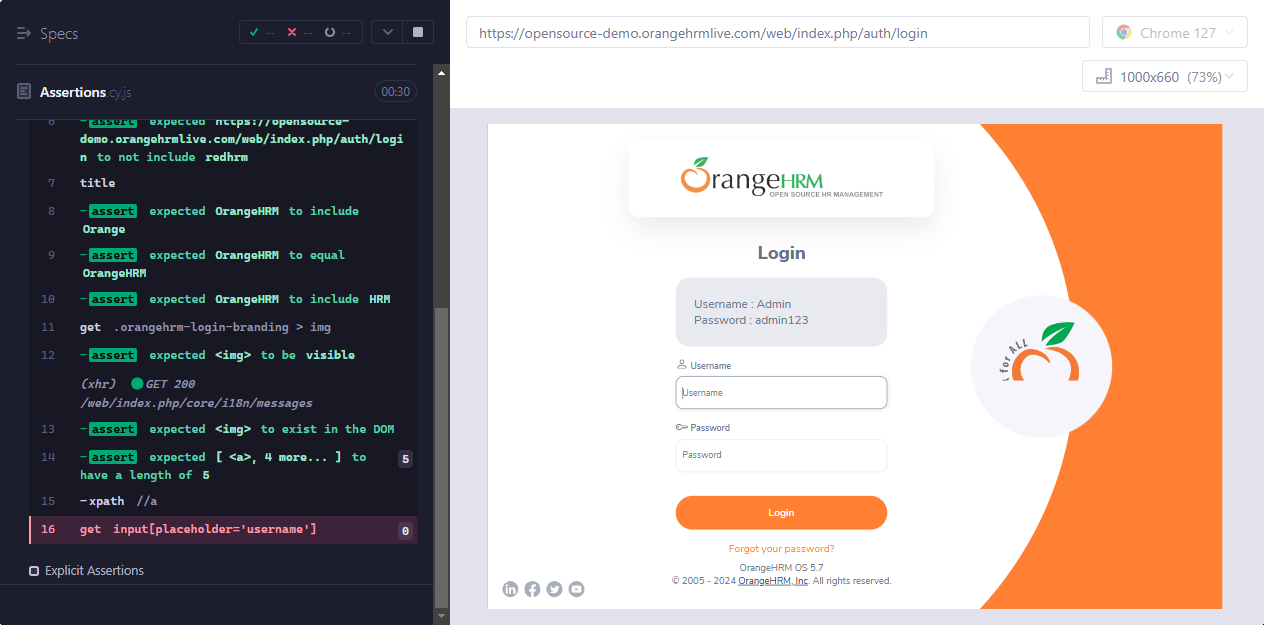 Specs
--
--
--
https://opensource-demo.orangehrmlive.com/web/index.php/auth/login
Chrome 127
1000x660 (73%)
Assertions.cy.js
00:30
6 -assert expected https://opensource-
demo.orangehrmlive.com/web/index.php/auth/logi
n to not include redhrm
7 title
8 -assert expected OrangeHRM to include
Orange
9 -assert expected OrangeHRM to equal
OrangeHRM
10 -assert expected OrangeHRM to include HRM
11 get .orangehrm-login-branding > img
12 -assert expected <img> to be visible
(xhr) GET 200
/web/index.php/core/i18n/messages
13 -assert expected <img> to exist in the DOM
14 -assert expected [ <a>, 4 more... ] to 5
have a length of 5
15 -xpath //a
16 get input[placeholder='username'] 0
Explicit Assertions
OrangeHRM
OPEN SOURCE HR MANAGEMENT
Login
Username : Admin
Password : admin123
Username
Username
Password
Password
Login
Forgot your password?
OrangeHRM OS 5.7
© 2005 - 2024 OrangeHRM, Inc. All rights reserved.
for ALL